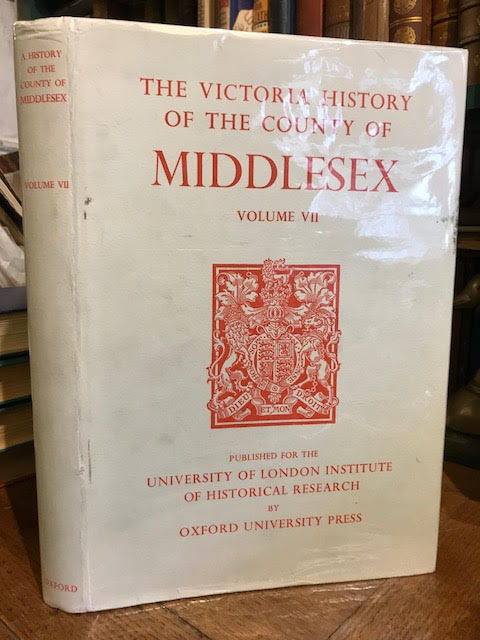 A HISTORY
OF THE
COUNTY OF
MIDDLESEX
VOLUME VII
OXFORD
THE VICTORIA HISTORY
OF THE COUNTY OF
MIDDLESEX
VOLUME VII
DIEU
ET MON
DROIT
PUBLISHED FOR THE
UNIVERSITY OF LONDON INSTITUTE
OF HISTORICAL RESEARCH
BY
OXFORD UNIVERSITY PRESS